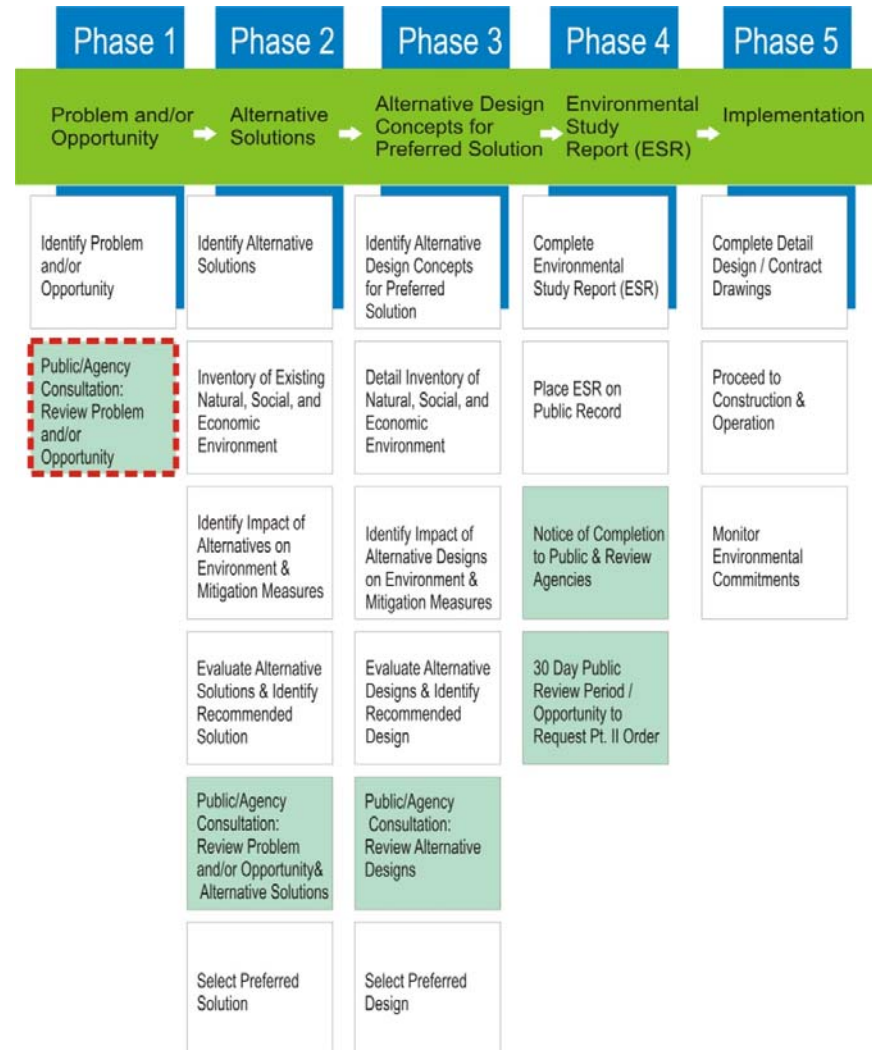 Phase 1
Phase 2
Phase 3
Phase 4
Phase 5
Problem and/or
Opportunity
Alternative
Solutions
Alternative Design
Concepts for
Preferred Solution
Environmental
Study
Report (ESR)
Implementation
Identify Problem
and/or
Opportunity
Public/Agency
Consultation:
Review Problem
and/or
Opportunity
Identify Alternative
Solutions
Inventory of Existing
Natural, Social, and
Economic
Environment
Identify Impact of
Alternatives on
Environment &
Mitigation Measures
Evaluate Alternative
Solutions & Identify
Recommended
Solution
Public/Agency
Consultation:
Review Problem
and/or Opportunity&
Alternative Solutions
Select Preferred
Solution
Identify Alternative
Design Concepts
for Preferred
Solution
Detail Inventory of
Natural, Social, and
Economic
Environment
Identify Impact of
Alternative Designs
on Environment &
Mitigation Measures
Evaluate Alternative
Designs & Identify
Recommended
Design
Public/Agency
Consultation:
Review Alternative
Designs
Select Preferred
Design
Complete
Environmental
Study Report (ESR)
Place ESR on
Public Record
Notice of Completion
to Public & Review
Agencies
30 Day Public
Review Period /
Opportunity to
Request Pt. II Order
Complete Detail
Design / Contract
Drawings
Proceed to
Construction &
Operation
Monitor
Environmental
Commitments